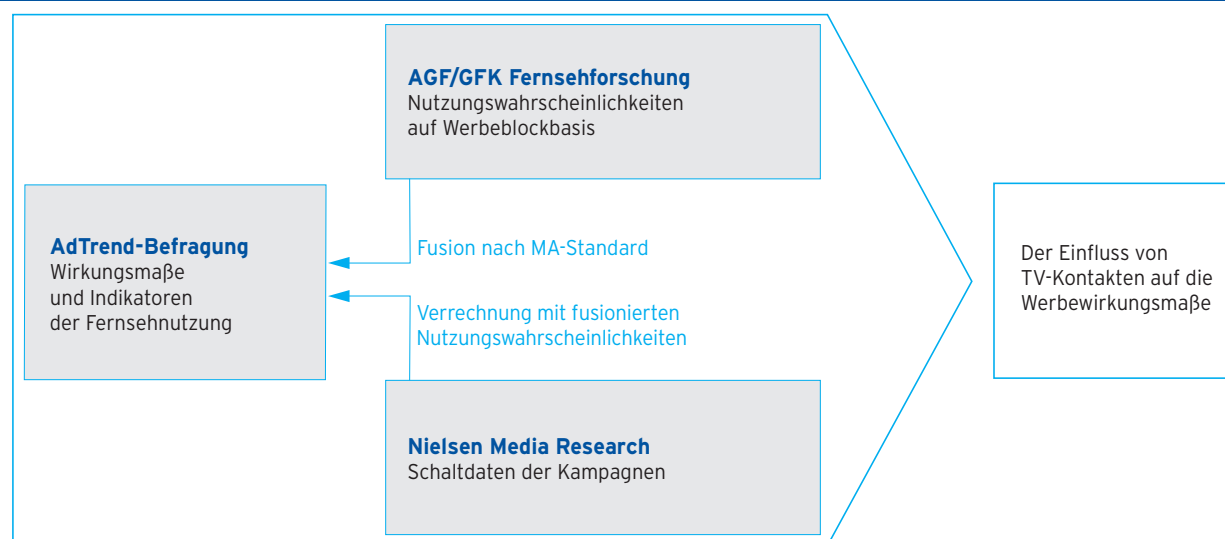 AGF/GFK Fernsehforschung
Nutzungswahrscheinlichkeiten
auf Werbeblockbasis
AdTrend-Befragung
Wirkungsmaße
und Indikatoren
der Fernsehnutzung
Fusion nach MA-Standard
Verrechnung mit fusionierten
Nutzungswahrscheinlichkeiten
Nielsen Media Research
Schaltdaten der Kampagnen
Der Einfluss von
TV-Kontakten auf die
Werbewirkungsmaße